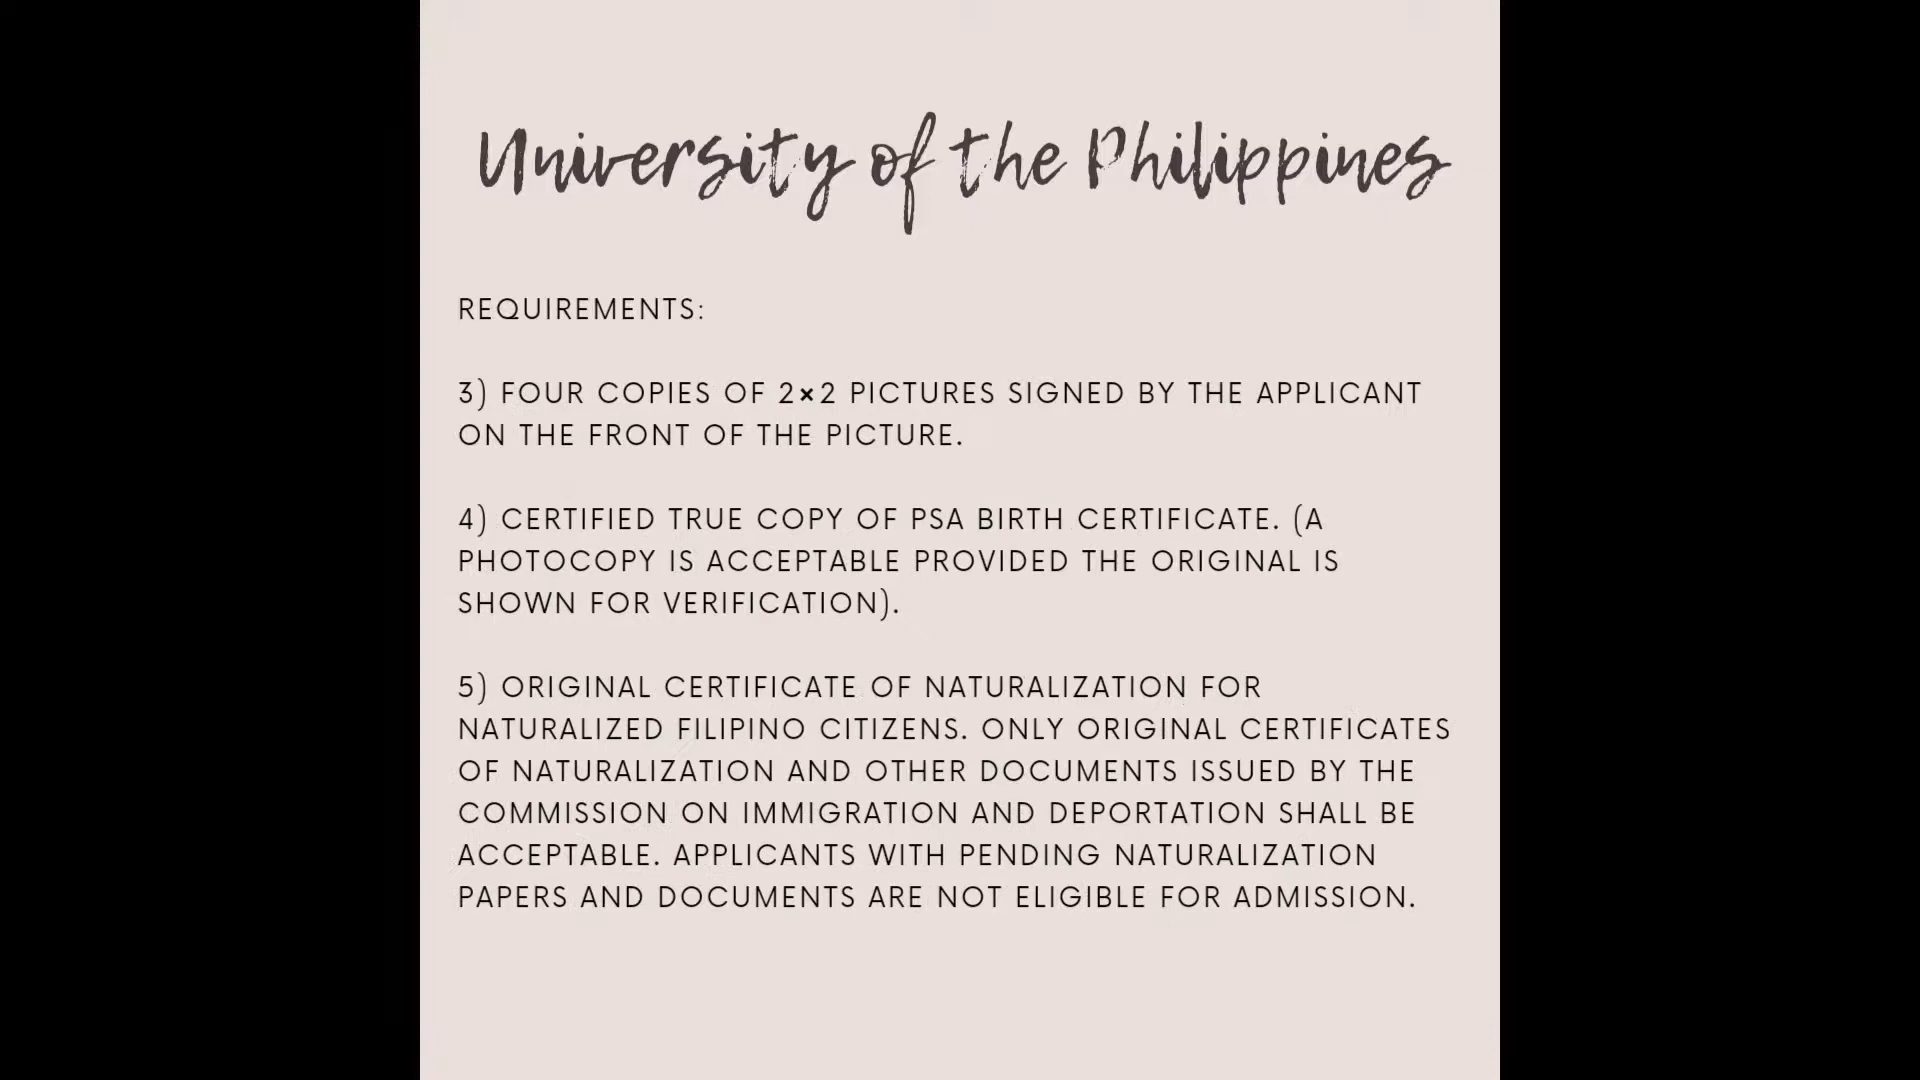 University of the Philippines
REQUIREMENTS:
3) FOUR COPIES OF 2×2 PICTURES SIGNED BY THE APPLICANT
ON THE FRONT OF THE PICTURE.
4) CERTIFIED TRUE COPY OF PSA BIRTH CERTIFICATE. (A
PHOTOCOPY IS ACCEPTABLE PROVIDED THE ORIGINAL IS
SHOWN FOR VERIFICATION).
5) ORIGINAL CERTIFICATE OF NATURALIZATION FOR
NATURALIZED FILIPINO CITIZENS. ONLY ORIGINAL CERTIFICATES
OF NATURALIZATION AND OTHER DOCUMENTS ISSUED BY THE
COMMISSION ON IMMIGRATION AND DEPORTATION SHALL BE
ACCEPTABLE. APPLICANTS WITH PENDING NATURALIZATION
PAPERS AND DOCUMENTS ARE NOT ELIGIBLE FOR ADMISSION.